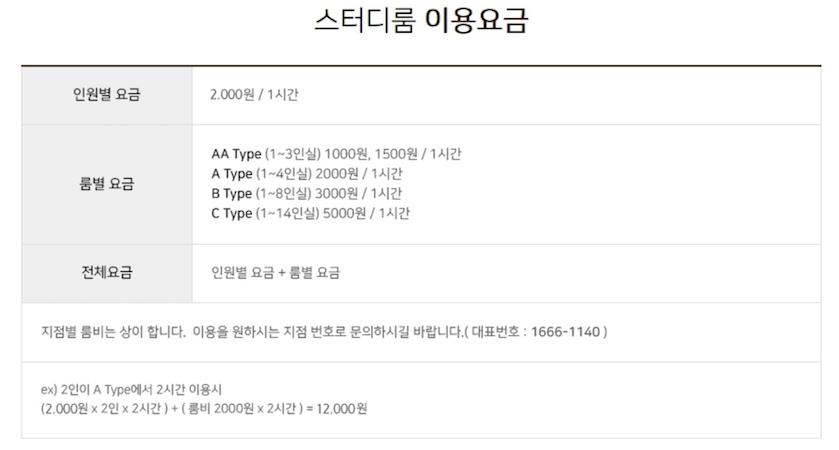 스터디룸 이용요금
인원별 요금
2.000원 / 1시간
룸별 요금
AA Type (1~3인실) 1000원, 1500원 / 1시간
A Type (1~4인실) 2000원 / 1시간
B Type (1~8인실) 3000원 / 1시간
C Type (1~14인실) 5000원 / 1시간
전체요금
인원별 요금 + 룸별 요금
지점별 룸비는 상이 합니다. 이용을 원하시는 지점 번호로 문의하시길 바랍니다.( 대표번호 : 1666-1140 )
ex) 2인이 A Type에서 2시간 이용시
(2.000원 x 2인 x 2시간 ) + ( 룸비 2000원 x 2시간 ) = 12.000원